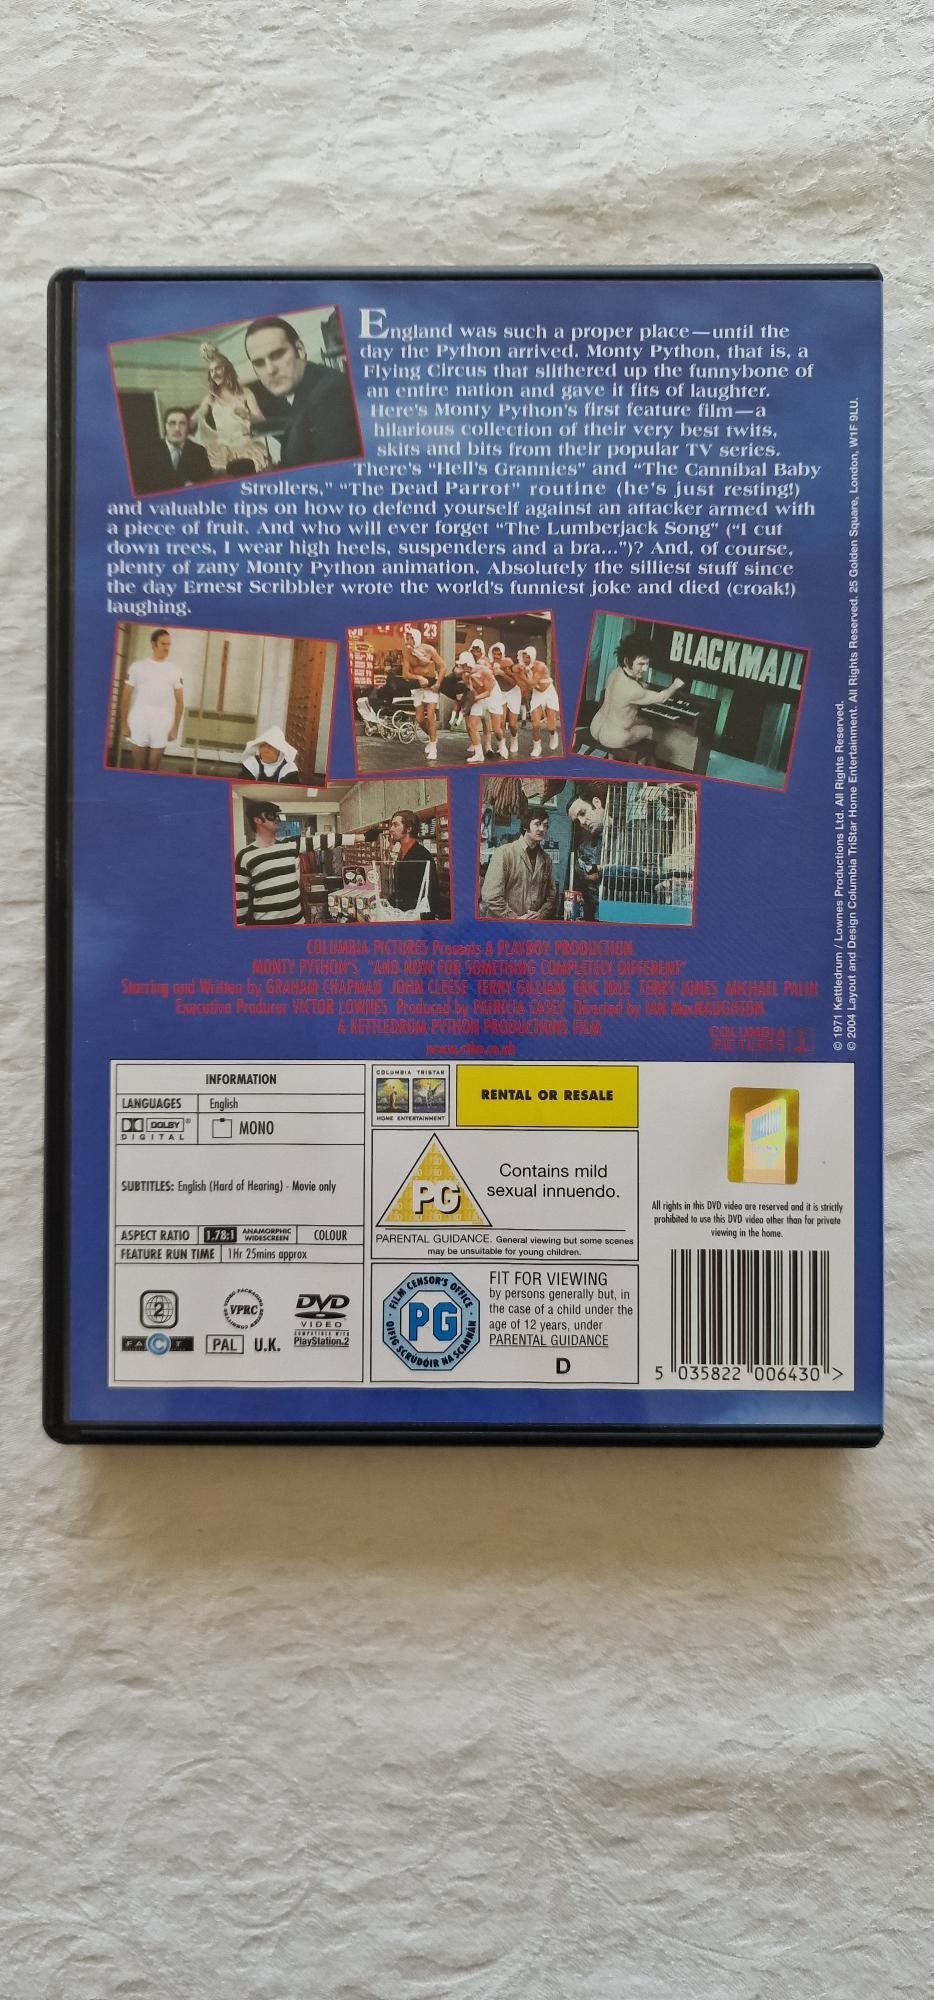 England was such a proper place—until the
day the Python arrived. Monty Python, that is, a
Flying Circus that slithered up the funnybone of
an entire nation and gave it fits of laughter.
Here's Monty Python's first feature film—a
hilarious collection of their very best twits,
skits and bits from their popular TV series.
There's "Hell's Grannies" and "The Cannibal Baby
Strollers," "The Dead Parrot" routine (he's just resting!)
and valuable tips on how to defend yourself against an attacker armed with
a piece of fruit. And who will ever forget "The Lumberjack Song" ("I cut
down trees, I wear high heels, suspenders and a bra...")? And, of course,
plenty of zany Monty Python animation. Absolutely the silliest stuff since
the day Ernest Scribbler wrote the world's funniest joke and died (croak!)
laughing.
23
BLACKMAIL
COLUMBIA PICTURES Presents A PLAYBOY PRODUCTION
MONTY PYTHON'S "AND NOW FOR SOMETHING COMPLETELY DIFFERENT"
Starring and Written by GRAHAM CHAPMAN JOHN CLEESE TERRY GILLIAM ERIC IDLE TERRY JONES MICHAEL PALIN
Executive Producer VICTOR LOWNES Produced by PATRICIA CASEY Directed by IAN MacNAUGHTON
A KETTLEDRUM PYTHON PRODUCTIONS FILM
COLUMBIA
PICTURES
© 1971 Kettledrum / Lownes Productions Ltd. All Rights Reserved.
© 2004 Layout and Design Columbia TriStar Home Entertainment. All Rights Reserved. 25 Golden Square, London, W1F 9LU.
INFORMATION
LANGUAGES English
DOLBY
DIGITAL
MONO
SUBTITLES: English (Hard of Hearing) - Movie only
ASPECT RATIO 1.78:1 ANAMORPHIC WIDESCREEN COLOUR
FEATURE RUN TIME 1Hr 25mins approx
2
VPRC
DVD
VIDEO
COMPATIBLE WITH
PlayStation.2
FACT
PAL U.K.
COLUMBIA TRISTAR
HOME ENTERTAINMENT
RENTAL OR RESALE
PG
Contains mild
sexual innuendo.
PARENTAL GUIDANCE. General viewing but some scenes
may be unsuitable for young children.
FILM CENSOR'S OFFICE
PG
OIFIG SCRÚDÓIR NA SCANNÁN
FIT FOR VIEWING
by persons generally but, in
the case of a child under the
age of 12 years, under
PARENTAL GUIDANCE
D
All rights in this DVD video are reserved and it is strictly
prohibited to use this DVD video other than for private
viewing in the home.
5 035822 006430 >